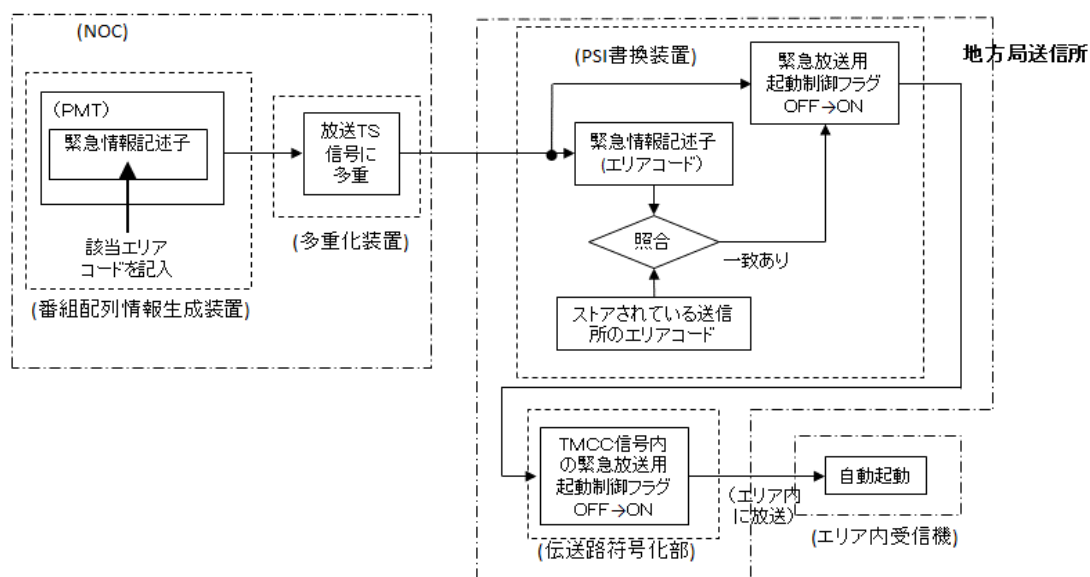 (NOC)
(PMT)
緊急情報記述子
該当エリア
コードを記入
(番組配列情報生成装置)
放送TS
信号に
多重
(多重化装置)
地方局送信所
(PSI書換装置)
緊急放送用
起動制御フラグ
OFF→ON
緊急情報記述子
(エリアコード)
照合
一致あり
ストアされている送信
所のエリアコード
TMCC信号内
の緊急放送用
起動制御フラグ
OFF→ON
(伝送路符号化部)
(エリア内
に放送)
自動起動
(エリア内受信機)